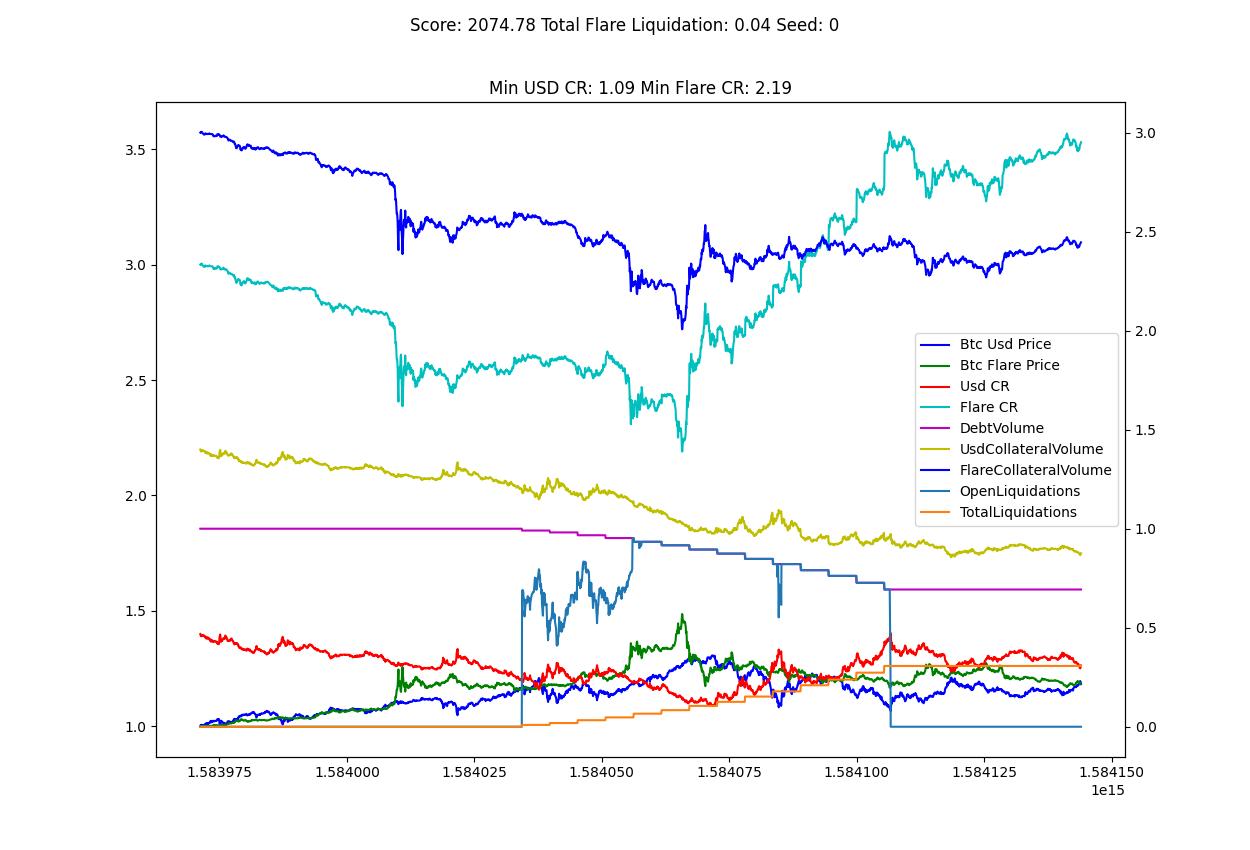 Score: 2074.78 Total Flare Liquidation: 0.04 Seed: 0
Min USD CR: 1.09 Min Flare CR: 2.19
3.5
3.0
2.5
2.0
1.5
1.0
3.0
2.5
2.0
1.5
1.0
0.5
0.0
Btc Usd Price
Btc Flare Price
Usd CR
Flare CR
DebtVolume
UsdCollateralVolume
FlareCollateralVolume
OpenLiquidations
TotalLiquidations
1.583975 1.584000 1.584025 1.584050 1.584075 1.584100 1.584125 1.584150
1e15